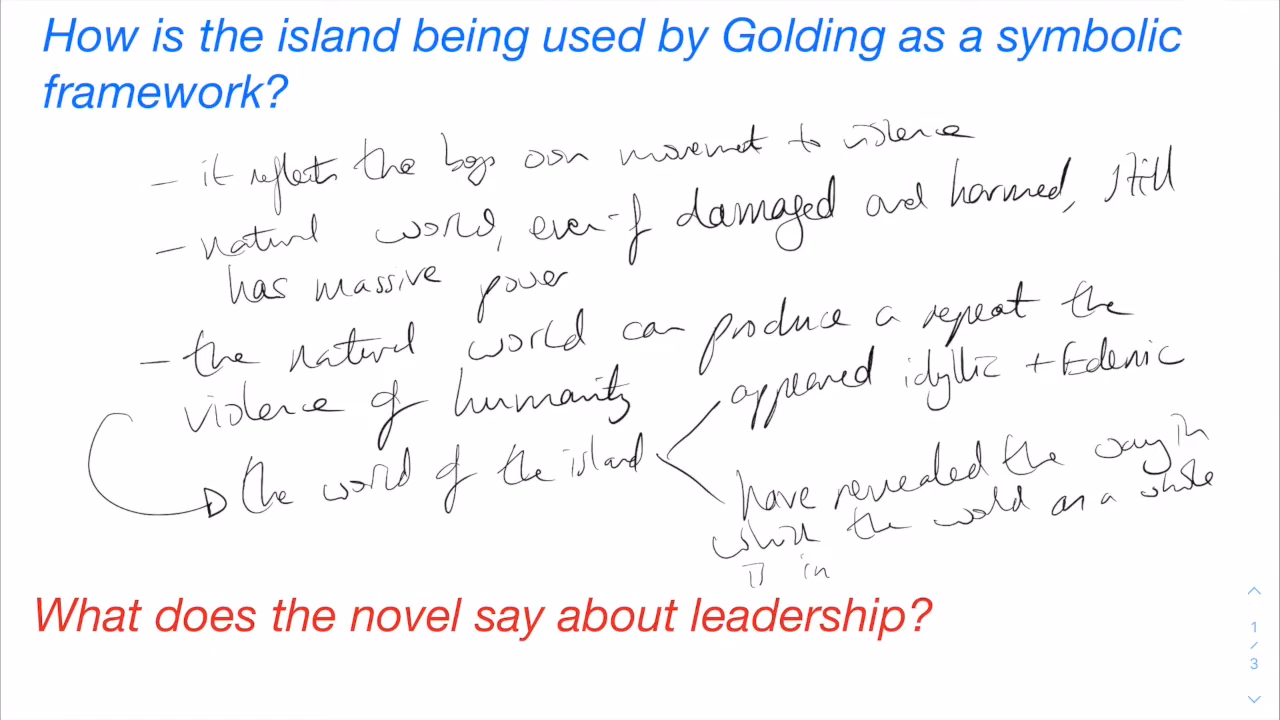 How is the island being used by Golding as a symbolic
framework?
- it reflects the boys own movement to violence
- natural world, even if damaged and harmed, still
has massive power
- the natural world can produce a repeat the
violence of humanity
appeared idyllic + Edenic
the world of the island
have revealed the way in
which the world as a whole
is in
What does the novel say about leadership?
1
/
3